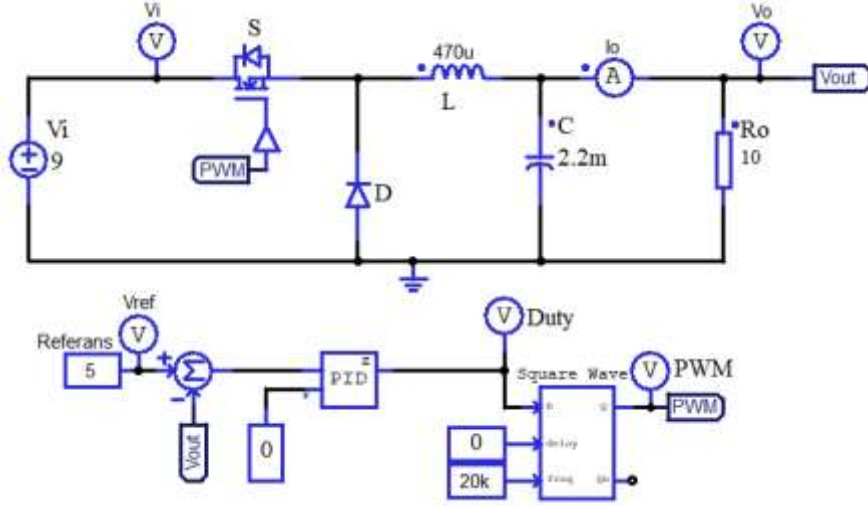 Vi
V
S
470u
L
Io
A
Vo
V
Vout
Vi
9
PWM
D
C
2.2m
Ro
10
Vref
V
Referans
5
Σ
Vout
0
PID
z
V
Duty
Square Wave
V
PWM
PWM
0
delay
20k
freq